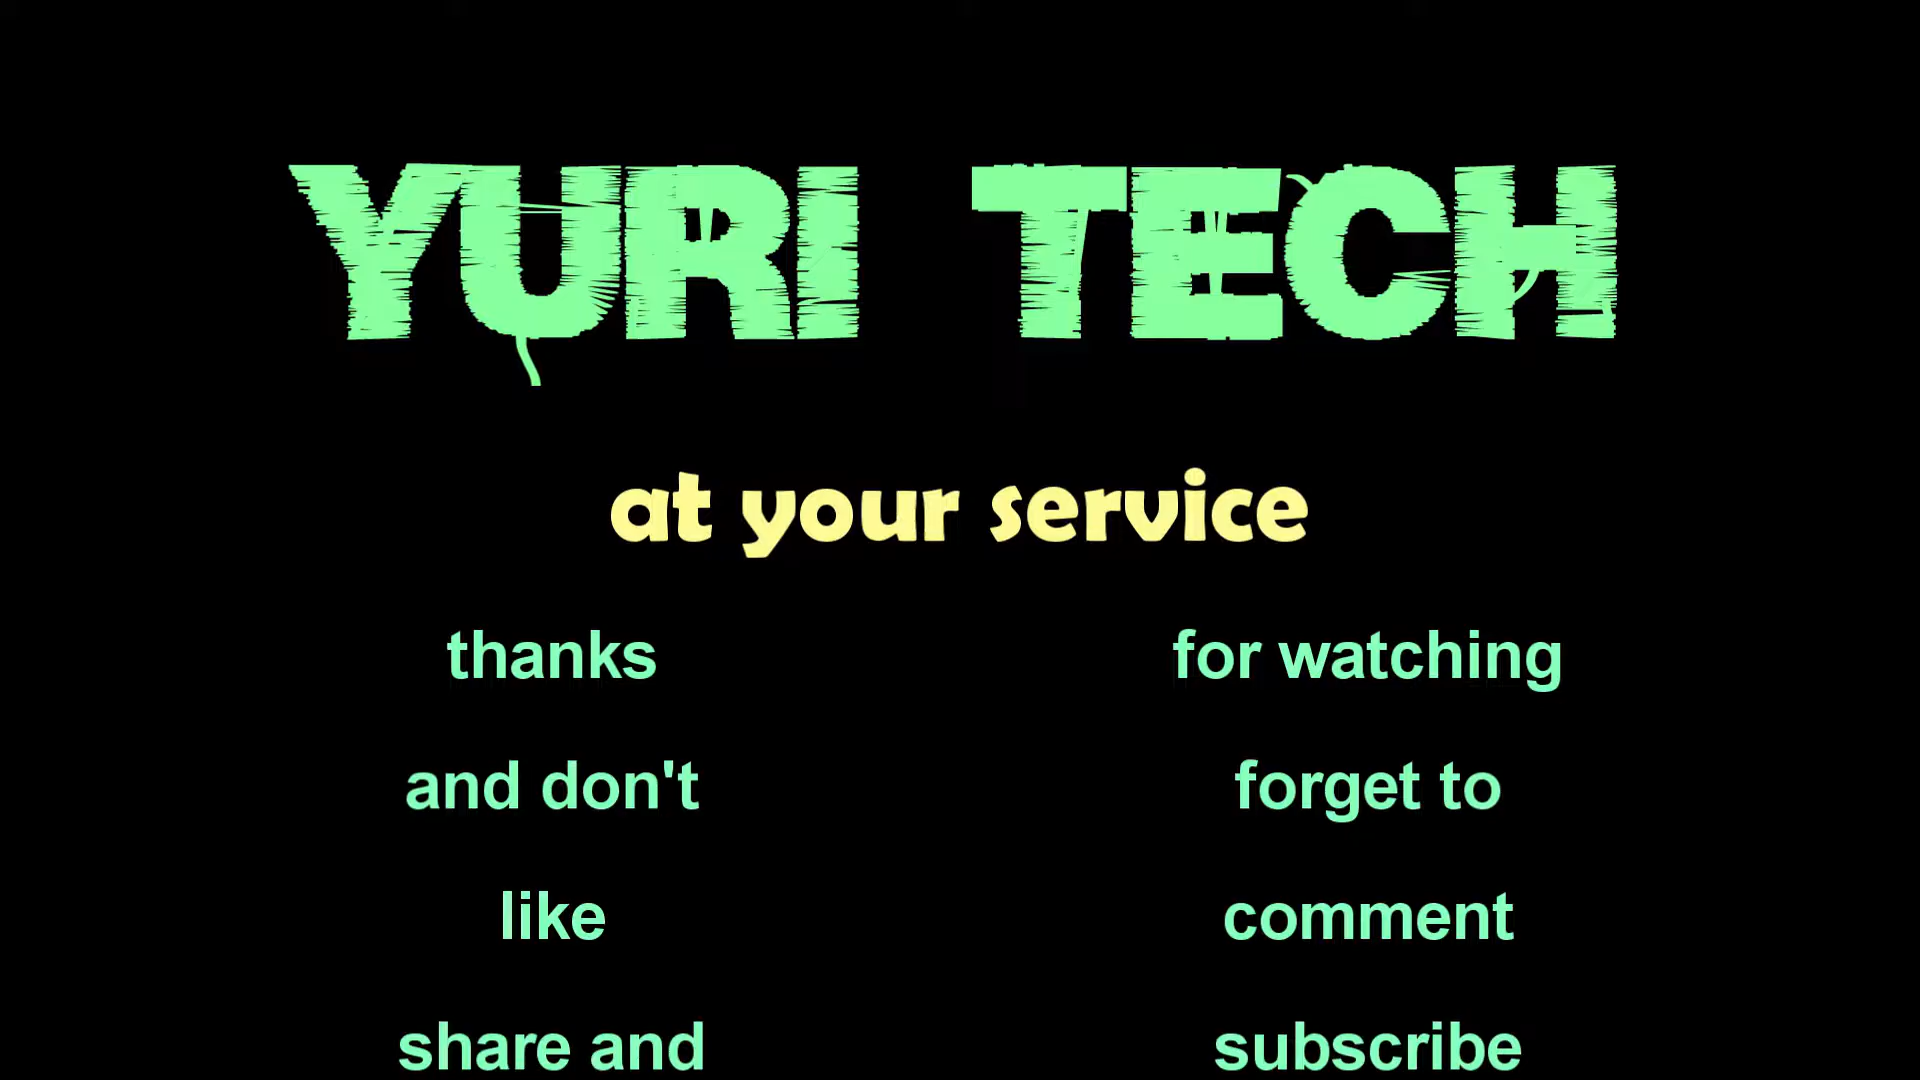 YURI TECH
at your service
thanks for watching
and don't forget to
like comment
share and subscribe